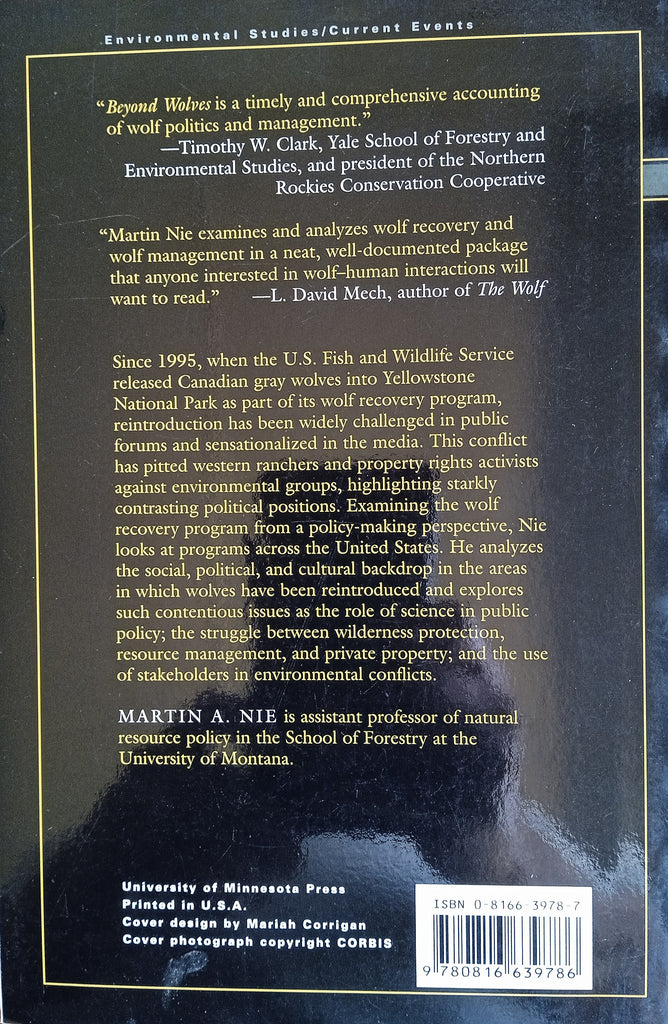 Environmental Studies/Current Events
“Beyond Wolves is a timely and comprehensive accounting
of wolf politics and management.”
—Timothy W. Clark, Yale School of Forestry and
Environmental Studies, and president of the Northern
Rockies Conservation Cooperative
“Martin Nie examines and analyzes wolf recovery and
wolf management in a neat, well-documented package
that anyone interested in wolf–human interactions will
want to read.” —L. David Mech, author of The Wolf
Since 1995, when the U.S. Fish and Wildlife Service
released Canadian gray wolves into Yellowstone
National Park as part of its wolf recovery program,
reintroduction has been widely challenged in public
forums and sensationalized in the media. This conflict
has pitted western ranchers and property rights activists
against environmental groups, highlighting starkly
contrasting political positions. Examining the wolf
recovery program from a policy-making perspective, Nie
looks at programs across the United States. He analyzes
the social, political, and cultural backdrop in the areas
in which wolves have been reintroduced and explores
such contentious issues as the role of science in public
policy; the struggle between wilderness protection,
resource management, and private property; and the use
of stakeholders in environmental conflicts.
MARTIN A. NIE is assistant professor of natural
resource policy in the School of Forestry at the
University of Montana.
University of Minnesota Press
Printed in U.S.A.
Cover design by Mariah Corrigan
Cover photograph copyright CORBIS
ISBN 0-8166-3978-7
9 780816 639786